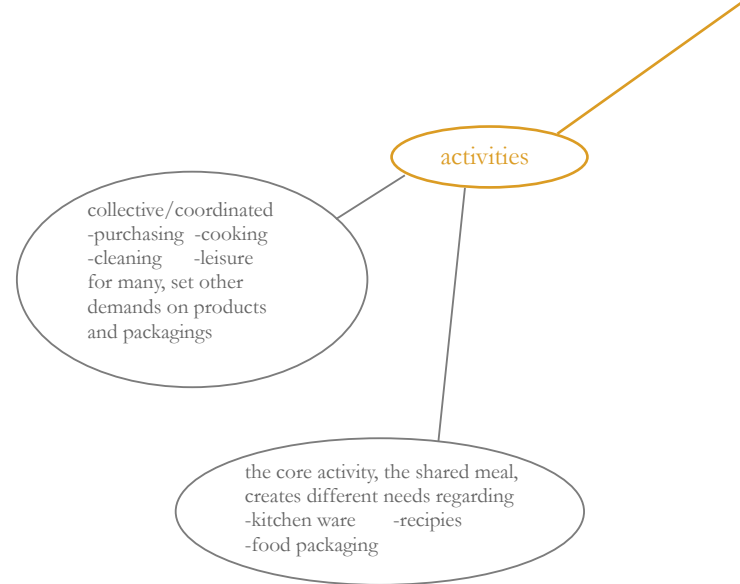 activities
collective/coordinated
-purchasing -cooking
-cleaning -leisure
for many, set other
demands on products
and packagings
the core activity, the shared meal,
creates different needs regarding
-kitchen ware -recipies
-food packaging